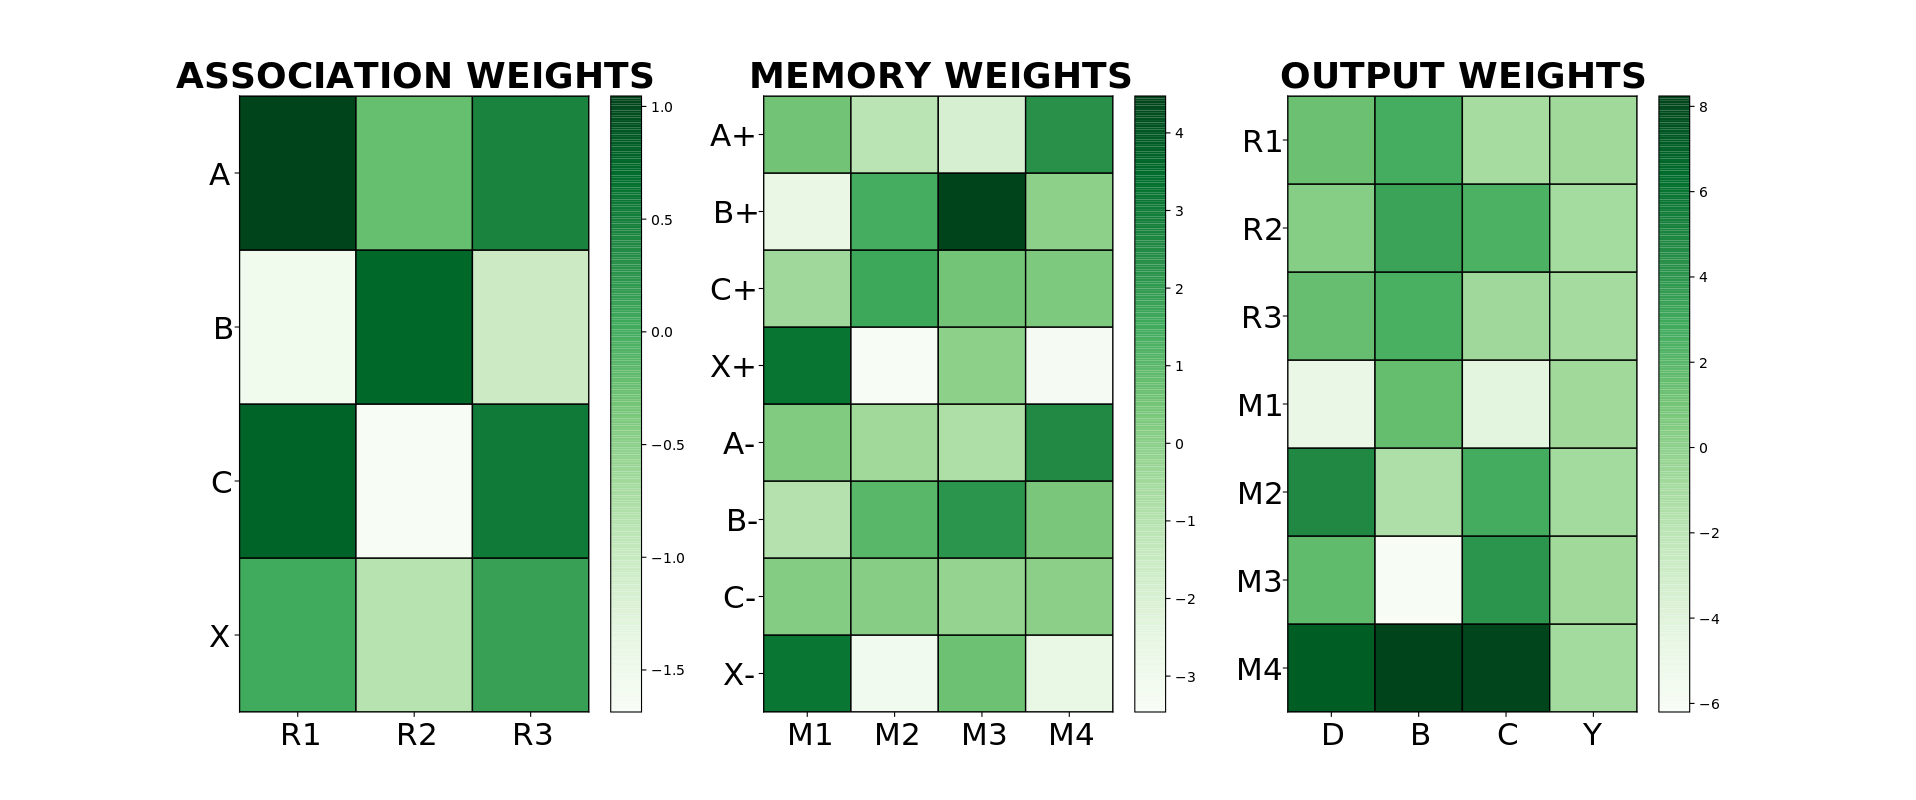 ASSOCIATION WEIGHTS
A
B
C
X
R1 R2 R3
1.0
0.5
0.0
−0.5
−1.0
−1.5
MEMORY WEIGHTS
A+
B+
C+
X+
A-
B-
C-
X-
M1 M2 M3 M4
4
3
2
1
0
−1
−2
−3
OUTPUT WEIGHTS
R1
R2
R3
M1
M2
M3
M4
D B C Y
8
6
4
2
0
−2
−4
−6